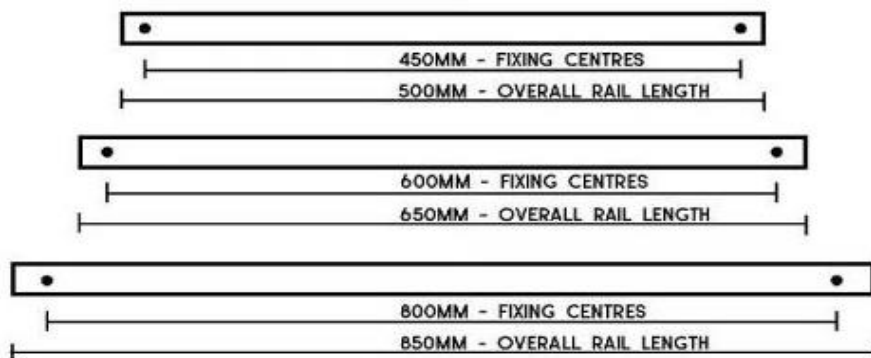 450MM - FIXING CENTRES
500MM - OVERALL RAIL LENGTH
600MM - FIXING CENTRES
650MM - OVERALL RAIL LENGTH
800MM - FIXING CENTRES
850MM - OVERALL RAIL LENGTH